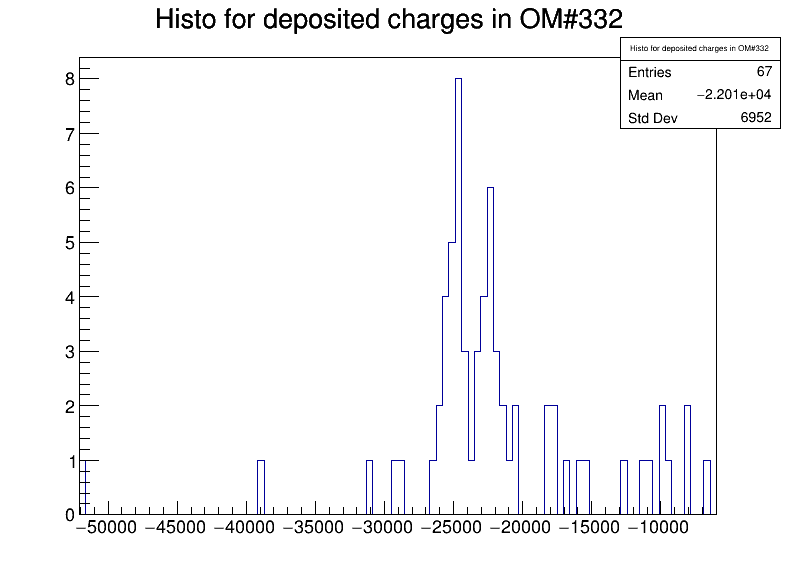 Histo for deposited charges in OM#332
Histo for deposited charges in OM#332
Entries 67
Mean −2.201e+04
Std Dev 6952
8
7
6
5
4
3
2
1
0
−50000 −45000 −40000 −35000 −30000 −25000 −20000 −15000 −10000